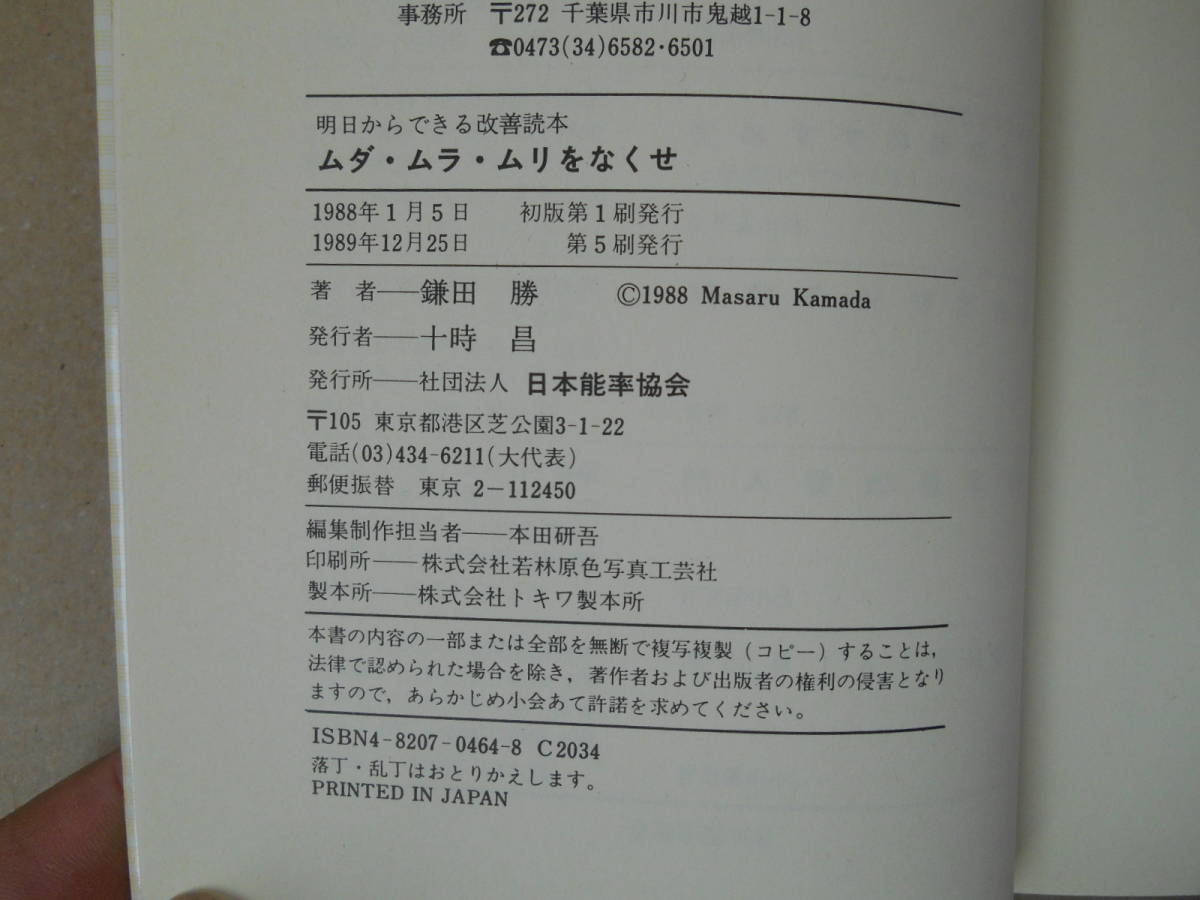 事務所 〒272 千葉県市川市鬼越1-1-8
☎0473(34)6582・6501
明日からできる改善読本
ムダ・ムラ・ムリをなくせ
1988年1月5日 初版第1刷発行
1989年12月25日 第5刷発行
著 者──鎌田 勝 ©1988 Masaru Kamada
発行者──十時 昌
発行所──社団法人 日本能率協会
〒105 東京都港区芝公園3-1-22
電話(03)434-6211(大代表)
郵便振替 東京 2-112450
編集制作担当者──本田研吾
印刷所──株式会社若林原色写真工芸社
製本所──株式会社トキワ製本所
本書の内容の一部または全部を無断で複写複製(コピー)することは,
法律で認められた場合を除き,著作者および出版者の権利の侵害となり
ますので,あらかじめ小会あて許諾を求めてください。
ISBN4-8207-0464-8 C2034
落丁・乱丁はおとりかえします。
PRINTED IN JAPAN